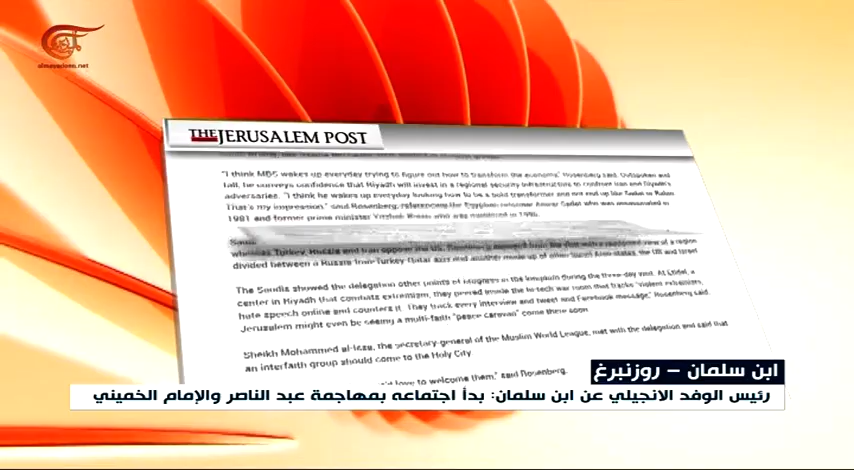 الميادين
almayadeen.net
THE JERUSALEM POST
"I think MBS wakes up everyday trying to figure out how to transform the economy," Rosenberg said. Outspoken and
tall, he conveys confidence that Riyadh will invest in a regional security infrastructure to confront Iran and Riyadh's
adversaries. "I think he wakes up everyday looking how to be a bold transformer and not end up like Sadat or Rabin.
That's my impression," said Rosenberg, referencing the Egyptian reformer Anwar Sadat who was assassinated in
1981 and former prime minister Yitzhak Rabin who was murdered in 1995.
Saudi
whereas Turkey, Russia and Iran oppose the US. Rosenberg view of a region
divided between a Russia Iran Turkey Qatar axis and another made up of other Sunni Arab states, the US and Israel
The Saudis showed the delegation other points of progress in the kingdom during the three-day visit. At Etidal, a
center in Riyadh that combats extremism, they peered inside the hi-tech war room that tracks "violent extremism,
hate speech online and counters it. They track every interview and tweet and Facebook message," Rosenberg said.
Jerusalem might even be seeing a multi-faith "peace caravan" come there soon.
Sheikh Mohammed al-Issa, the secretary-general of the Muslim World League, met with the delegation and said that
an interfaith group should come to the Holy City.
love to welcome them," said Rosenberg.
ابن سلمان – روزنبرغ
رئيس الوفد الانجيلي عن ابن سلمان: بدأ اجتماعه بمهاجمة عبد الناصر والإمام الخميني